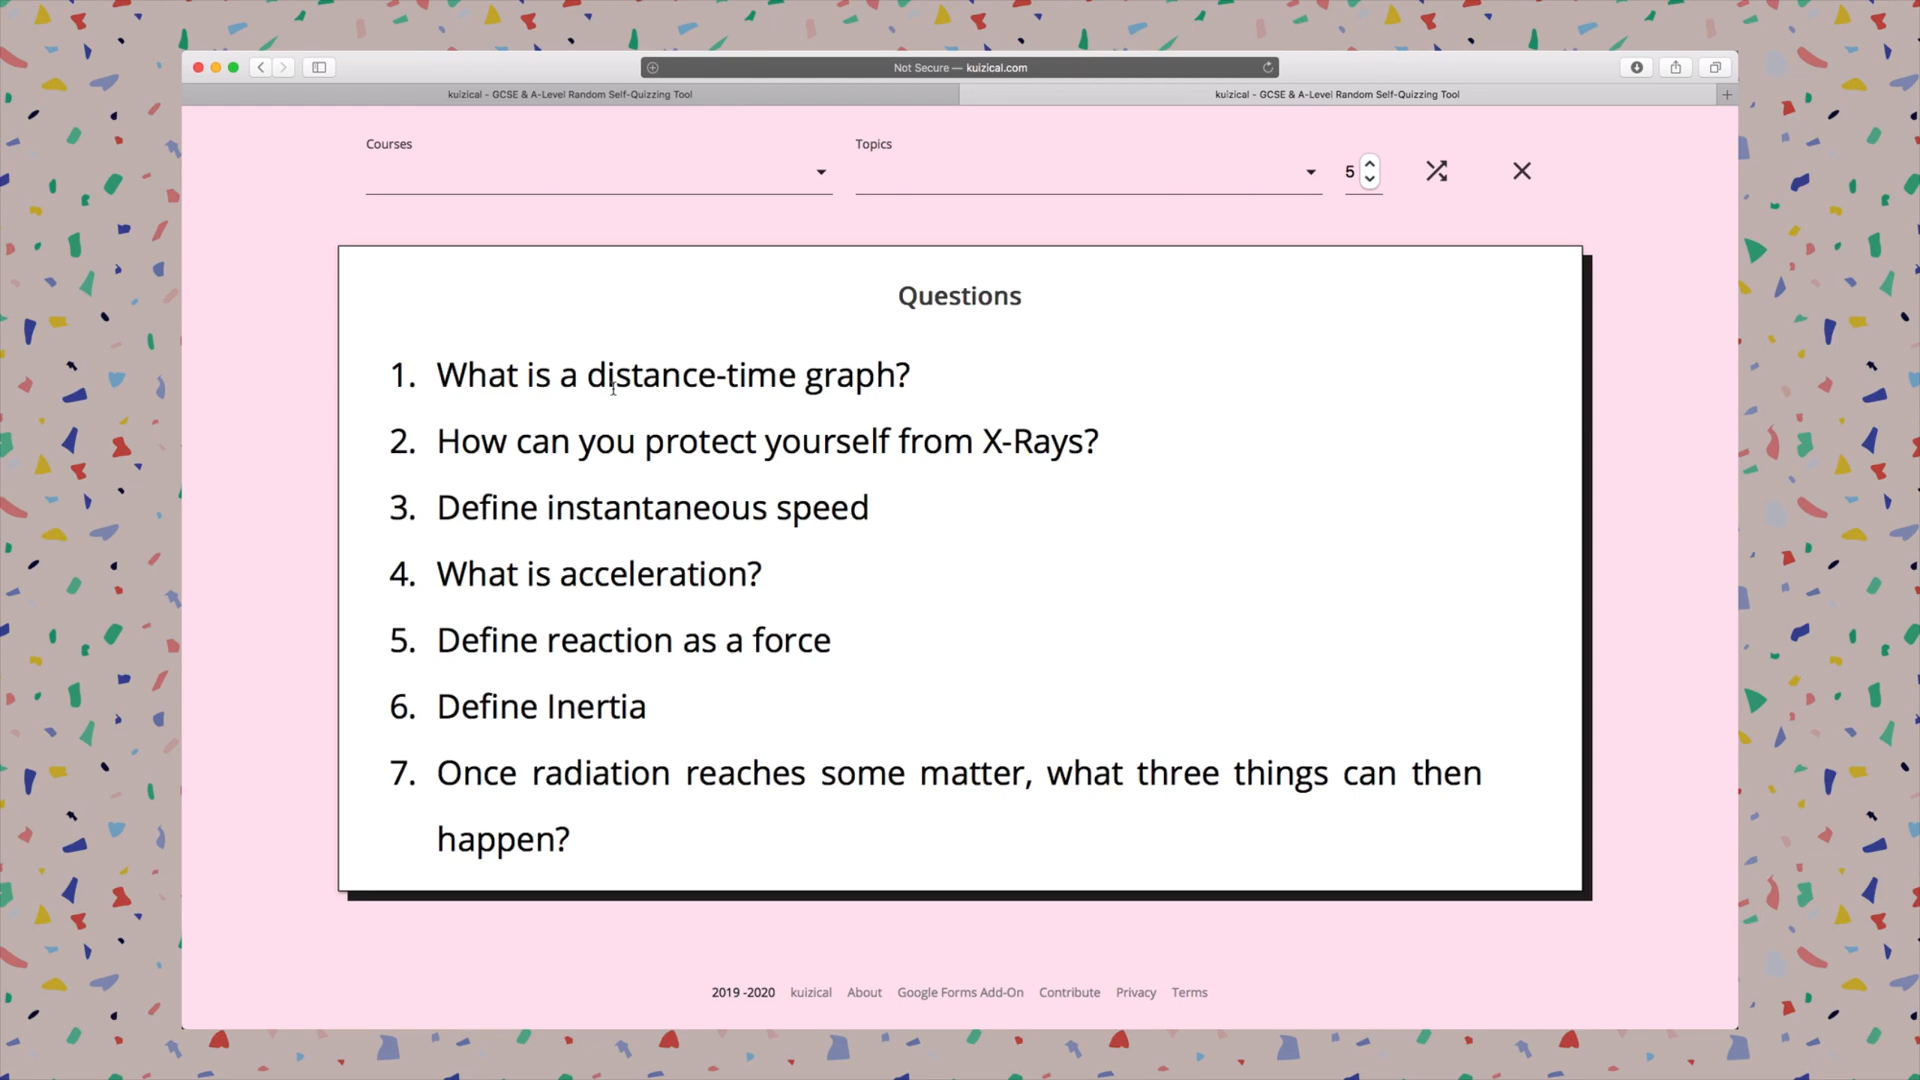 Not Secure — kuizical.com
kuizical - GCSE & A-Level Random Self-Quizzing Tool
kuizical - GCSE & A-Level Random Self-Quizzing Tool
Courses
Topics
5
Questions
1. What is a distance-time graph?
2. How can you protect yourself from X-Rays?
3. Define instantaneous speed
4. What is acceleration?
5. Define reaction as a force
6. Define Inertia
7. Once radiation reaches some matter, what three things can then
happen?
2019 -2020 kuizical About Google Forms Add-On Contribute Privacy Terms